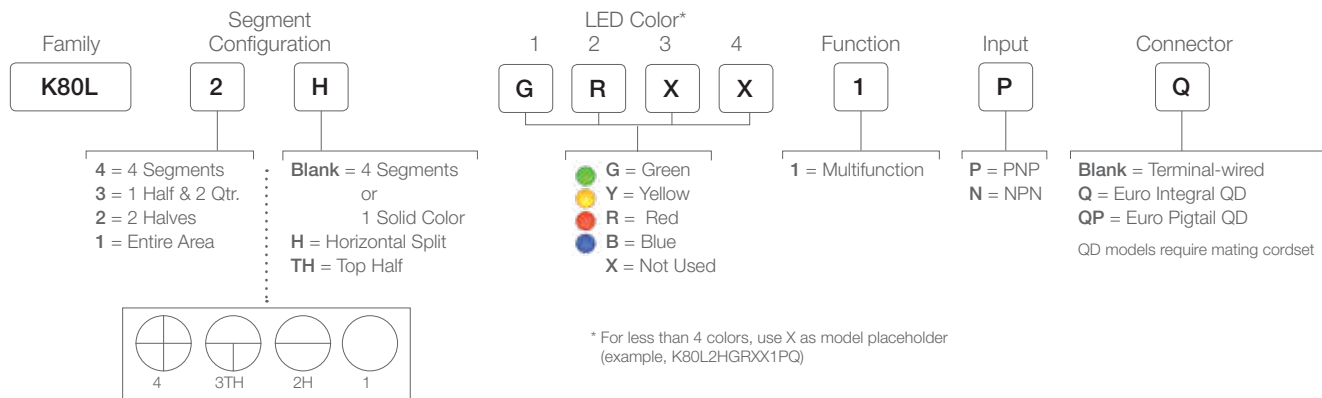 Family
Segment
Configuration
LED Color*
1 2 3 4
Function
Input
Connector
K80L 2 H G R X X 1 P Q
4 = 4 Segments
3 = 1 Half & 2 Qtr.
2 = 2 Halves
1 = Entire Area
Blank = 4 Segments
or
1 Solid Color
H = Horizontal Split
TH = Top Half
G = Green
Y = Yellow
R = Red
B = Blue
X = Not Used
1 = Multifunction
P = PNP
N = NPN
Blank = Terminal-wired
Q = Euro Integral QD
QP = Euro Pigtail QD
QD models require mating cordset
4 3TH 2H 1
* For less than 4 colors, use X as model placeholder
(example, K80L2HGRXX1PQ)